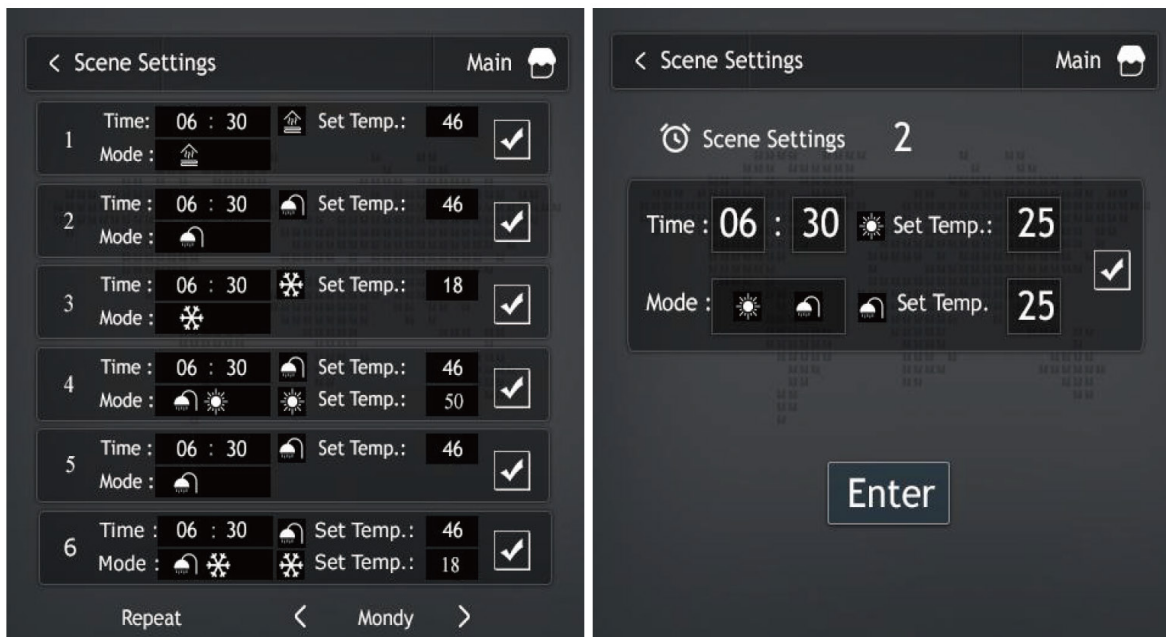 Scene Settings Main
1 Time: 06 : 30 Set Temp.: 46
Mode :
2 Time : 06 : 30 Set Temp.: 46
Mode :
3 Time : 06 : 30 Set Temp.: 18
Mode :
4 Time : 06 : 30 Set Temp.: 46
Mode : Set Temp.: 50
5 Time : 06 : 30 Set Temp.: 46
Mode :
6 Time : 06 : 30 Set Temp.: 46
Mode : Set Temp.: 18
Repeat < Mondy >
< Scene Settings Main
Scene Settings 2
Time : 06 : 30 Set Temp.: 25
Mode : Set Temp. 25
Enter